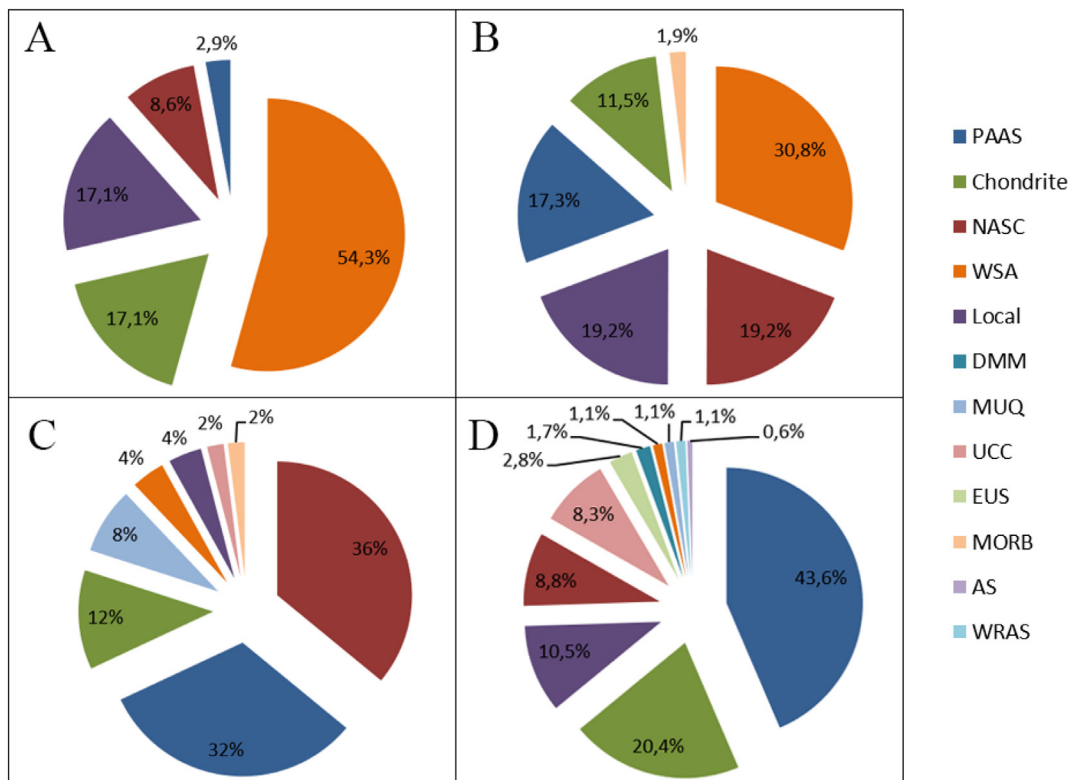 A
2,9%
8,6%
17,1%
17,1%
54,3%
B
1,9%
11,5%
30,8%
17,3%
19,2%
19,2%
C
2%
2%
4%
4%
8%
12%
36%
32%
D
1,1%
1,1%
1,1%
1,7%
0,6%
2,8%
8,3%
8,8%
10,5%
43,6%
20,4%
PAAS
Chondrite
NASC
WSA
Local
DMM
MUQ
UCC
EUS
MORB
AS
WRAS